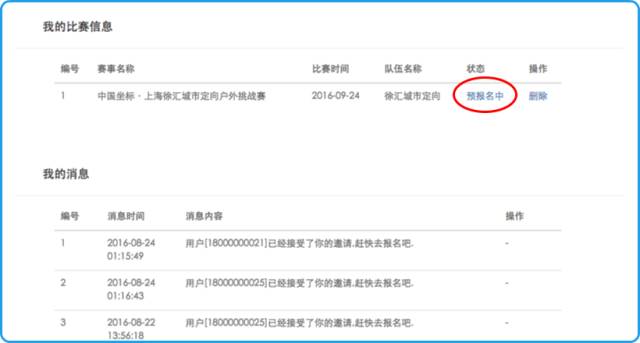 我的比赛信息
编号 赛事名称 比赛时间 队伍名称 状态 操作
1 中国坐标·上海徐汇城市定向户外挑战赛 2016-09-24 徐汇城市定向 预报名中 删除
我的消息
编号 消息时间 消息内容 操作
1 2016-08-24 用户[18000000021]已经接受了你的邀请,赶快去报名吧. -
01:15:49
2 2016-08-24 用户[18000000025]已经接受了你的邀请,赶快去报名吧. -
01:16:43
3 2016-08-22 用户[18000000025]已经接受了你的邀请,赶快去报名吧. -
13:56:18